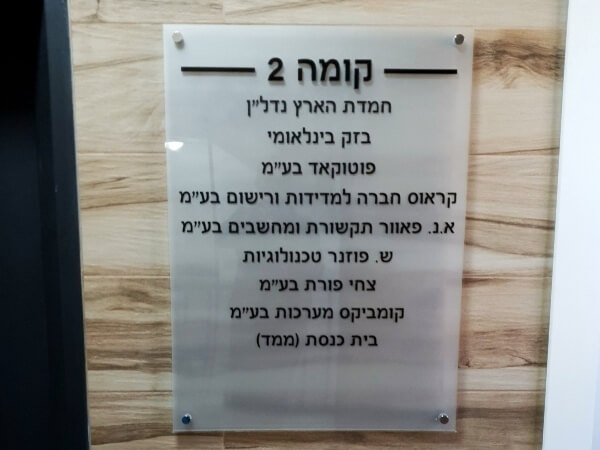 קומה 2
חמדת הארץ נדל״ן
בזק בינלאומי
פוטוקאד בע״מ
קראוס חברה למדידות ורישום בע״מ
א.נ. פאוור תקשורת ומחשבים בע״מ
ש. פוזנר טכנולוגיות
צחי פורת בע״מ
קומביקס מערכות בע״מ
בית כנסת (ממד)